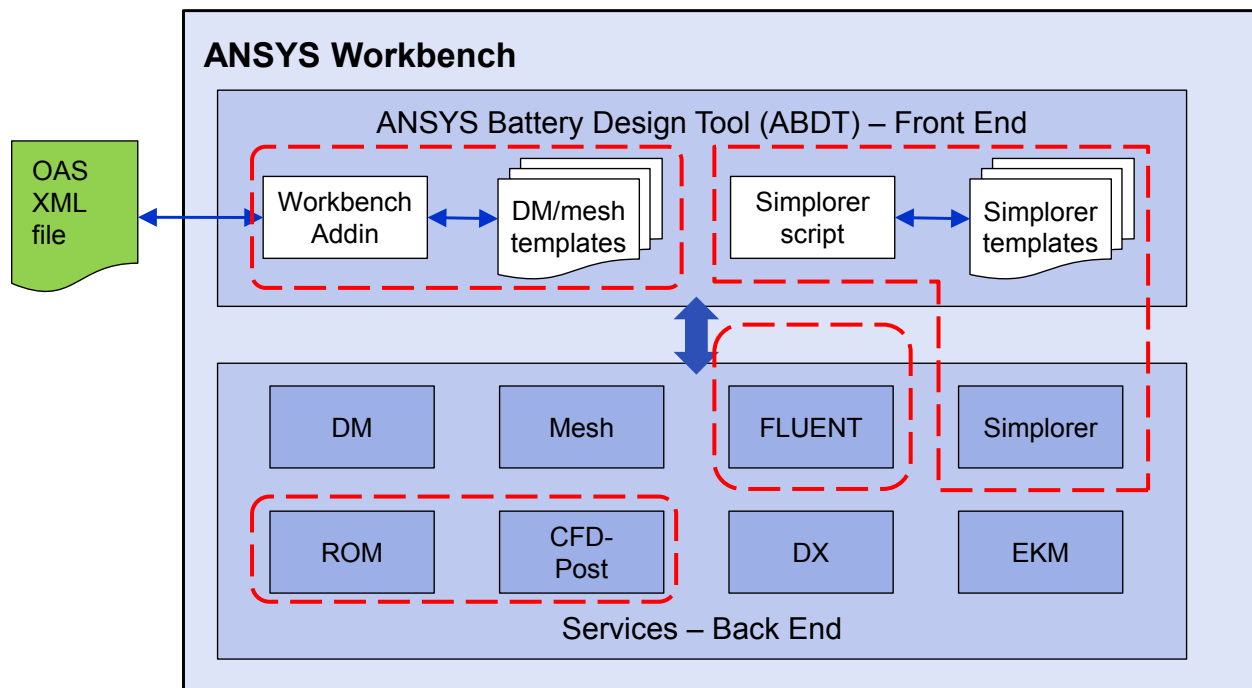 ANSYS Workbench
ANSYS Battery Design Tool (ABDT) – Front End
OAS
XML
file
Workbench
Addin
DM/mesh
templates
Simplorer
script
Simplorer
templates
DM
Mesh
FLUENT
Simplorer
ROM
CFD-
Post
DX
EKM
Services – Back End